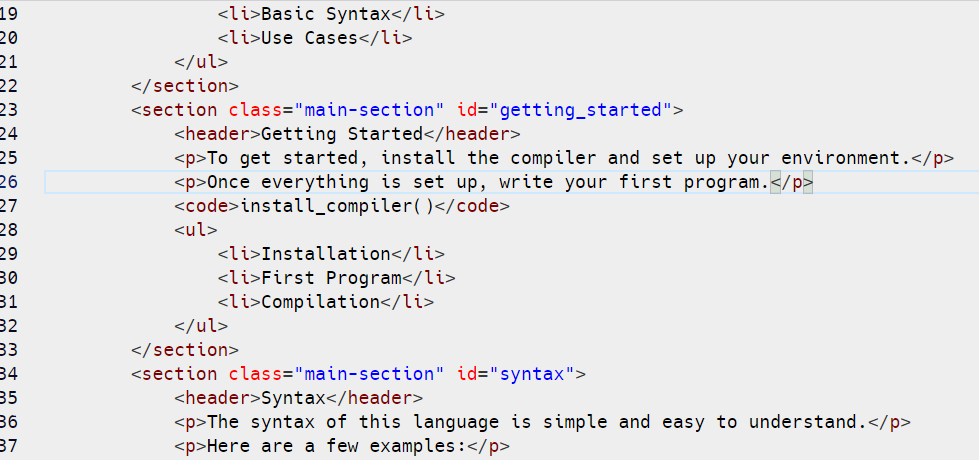 19                 <li>Basic Syntax</li>
20                 <li>Use Cases</li>
21             </ul>
22         </section>
23         <section class="main-section" id="getting_started">
24             <header>Getting Started</header>
25             <p>To get started, install the compiler and set up your environment.</p>
26             <p>Once everything is set up, write your first program.</p>
27             <code>install_compiler()</code>
28             <ul>
29                 <li>Installation</li>
30                 <li>First Program</li>
31                 <li>Compilation</li>
32             </ul>
33         </section>
34         <section class="main-section" id="syntax">
35             <header>Syntax</header>
36             <p>The syntax of this language is simple and easy to understand.</p>
37             <p>Here are a few examples:</p>